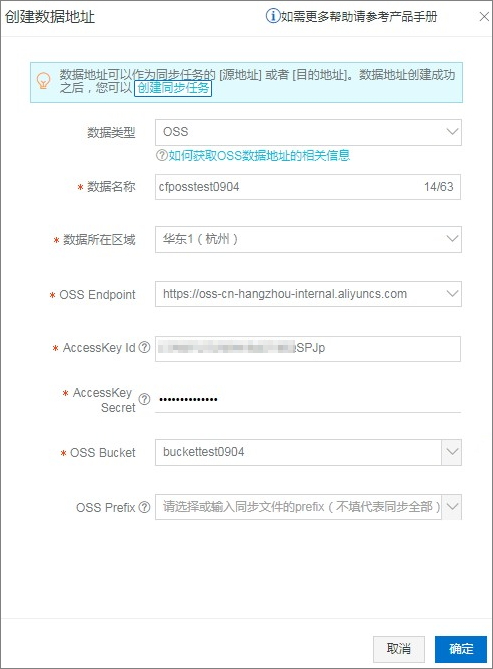 创建数据地址
如需更多帮助请参考产品手册
数据地址可以作为同步任务的 [源地址] 或者 [目的地址]。数据地址创建成功
之后，您可以 创建同步任务
数据类型
OSS
如何获取OSS数据地址的相关信息
* 数据名称
cfposstest0904
14/63
* 数据所在区域
华东1（杭州）
* OSS Endpoint
https://oss-cn-hangzhou-internal.aliyuncs.com
* AccessKey Id
SPJp
* AccessKey
Secret
••••••••••••••
* OSS Bucket
buckettest0904
OSS Prefix
请选择或输入同步文件的prefix（不填代表同步全部）
取消
确定